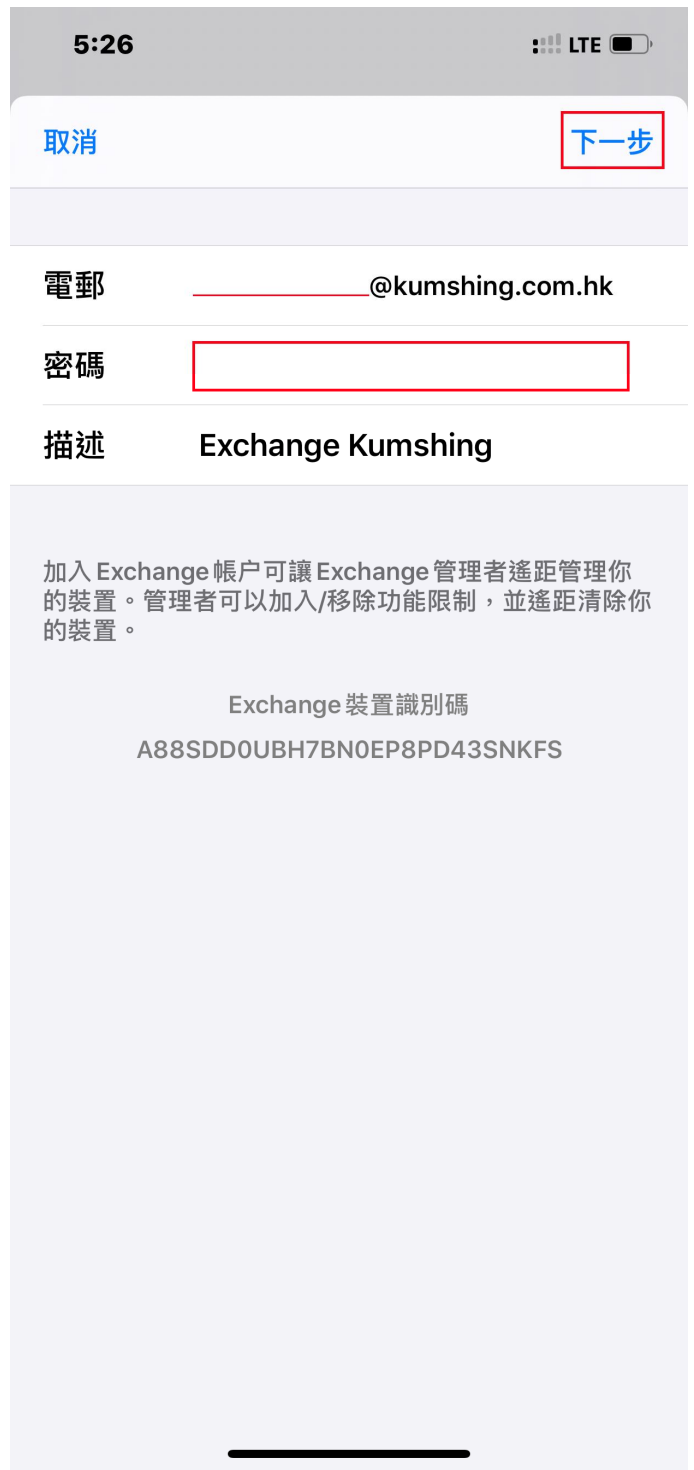 5:26
LTE
取消
下一步
電郵
@kumshing.com.hk
密碼
描述
Exchange Kumshing
加入 Exchange 帳户可讓 Exchange 管理者遙距管理你
的裝置。管理者可以加入/移除功能限制，並遙距清除你
的裝置。
Exchange 裝置識別碼
A88SDD0UBH7BN0EP8PD43SNKFS